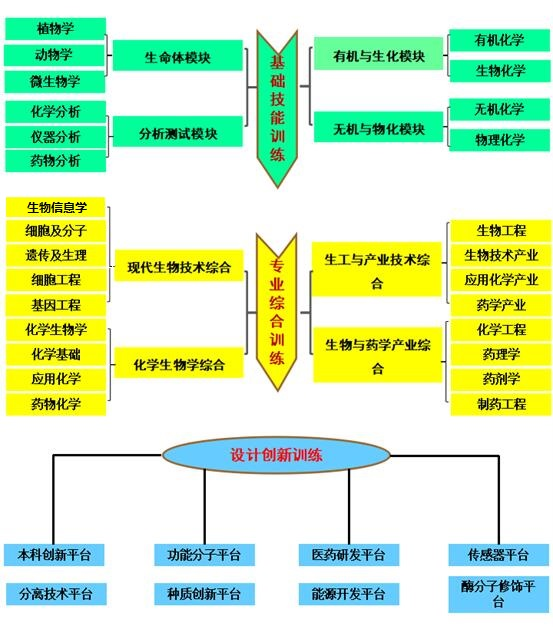 植物学
动物学
微生物学
生命体模块
化学分析
仪器分析
药物分析
分析测试模块
基础技能训练
有机与生化模块
有机化学
生物化学
无机与物化模块
无机化学
物理化学
生物信息学
细胞及分子
遗传及生理
细胞工程
基因工程
现代生物技术综合
化学生物学
化学基础
应用化学
药物化学
化学生物学综合
专业综合训练
生工与产业技术综
合
生物工程
生物技术产业
应用化学产业
药学产业
生物与药学产业综
合
化学工程
药理学
药剂学
制药工程
设计创新训练
本科创新平台
功能分子平台
医药研发平台
传感器平台
分离技术平台
种质创新平台
能源开发平台
酶分子修饰平
台